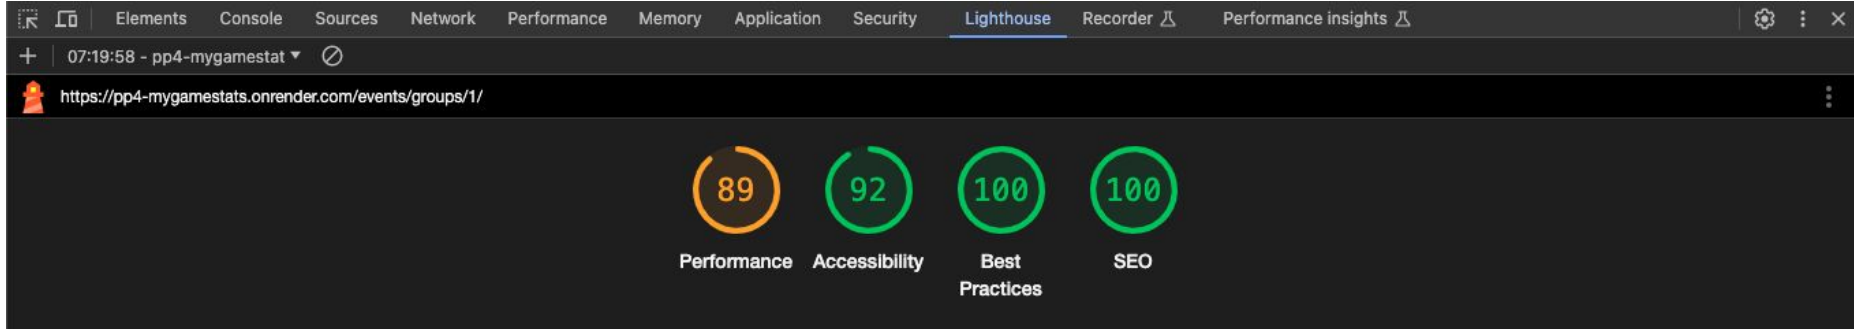 Elements Console Sources Network Performance Memory Application Security Lighthouse Recorder Performance insights
07:19:58 - pp4-mygamestat
https://pp4-mygamestats.onrender.com/events/groups/1/
89 92 100 100
Performance Accessibility Best Practices SEO